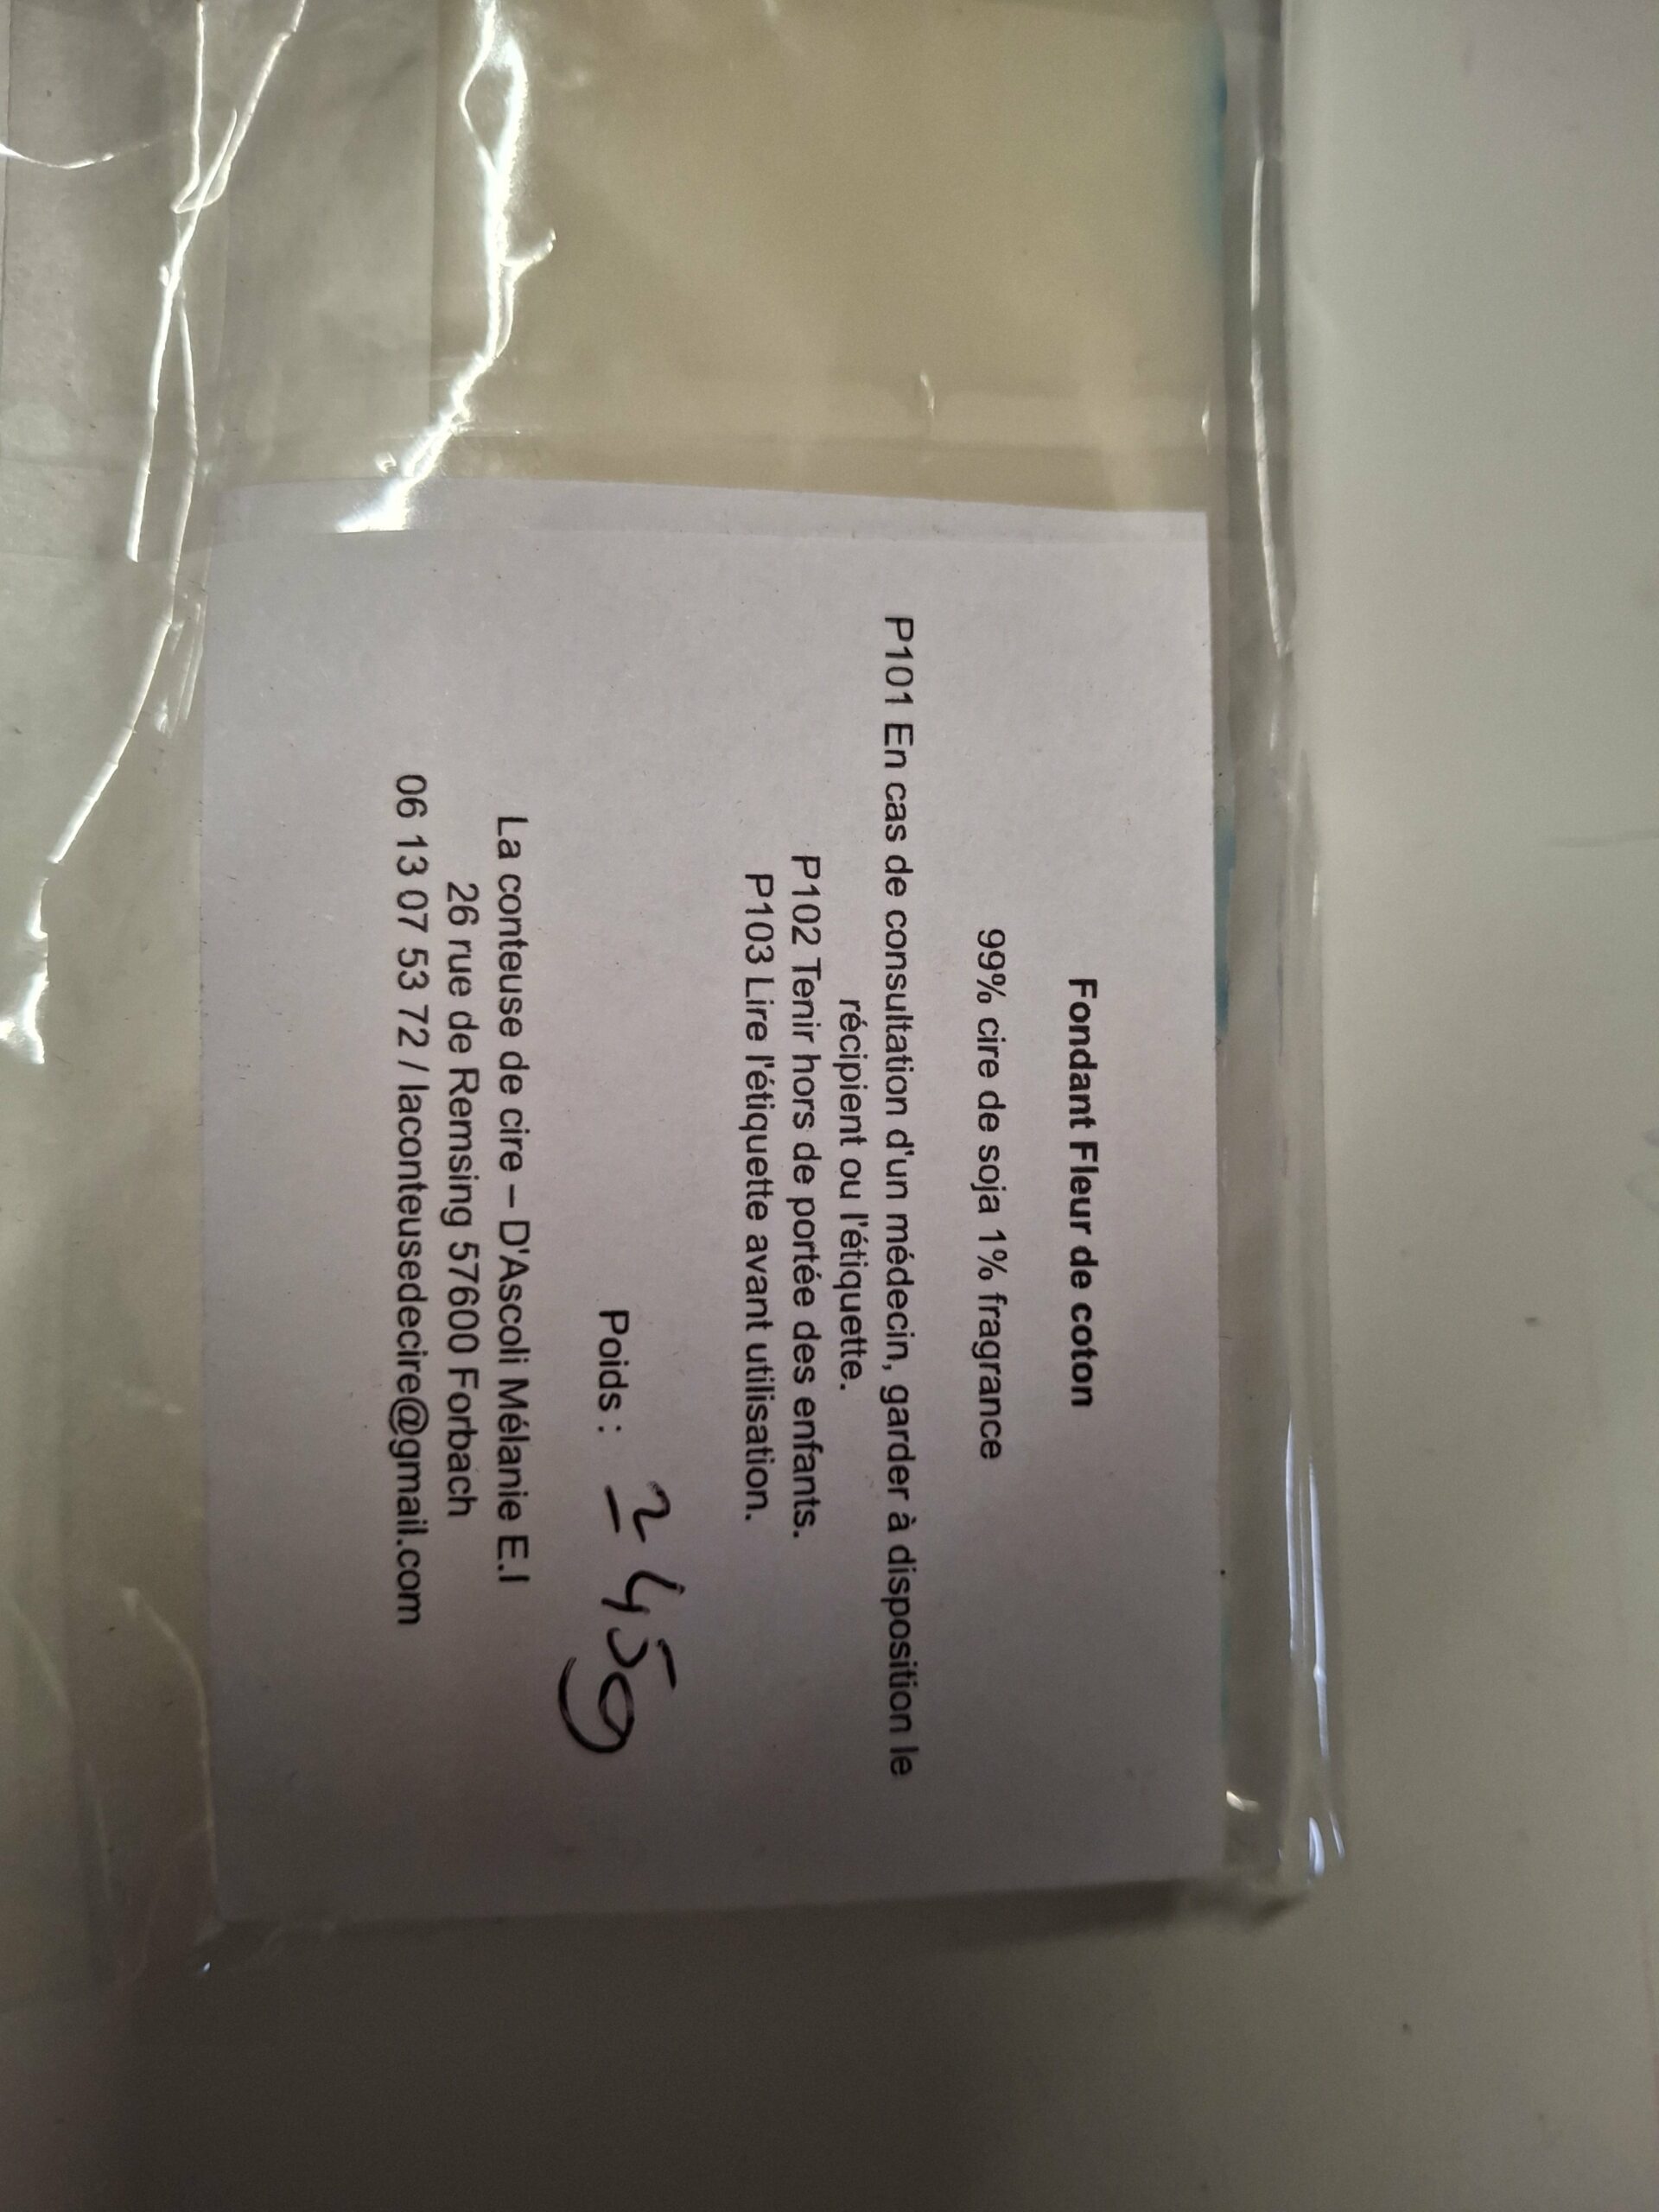 Fondant Fleur de coton
99% cire de soja 1% fragrance
P101 En cas de consultation d'un médecin, garder à disposition le
récipient ou l'étiquette.
P102 Tenir hors de portée des enfants.
P103 Lire l'étiquette avant utilisation.
Poids : ± 45g
La conteuse de cire – D'Ascoli Mélanie E.I
26 rue de Remsing 57600 Forbach
06 13 07 53 72 / laconteusedecire@gmail.com